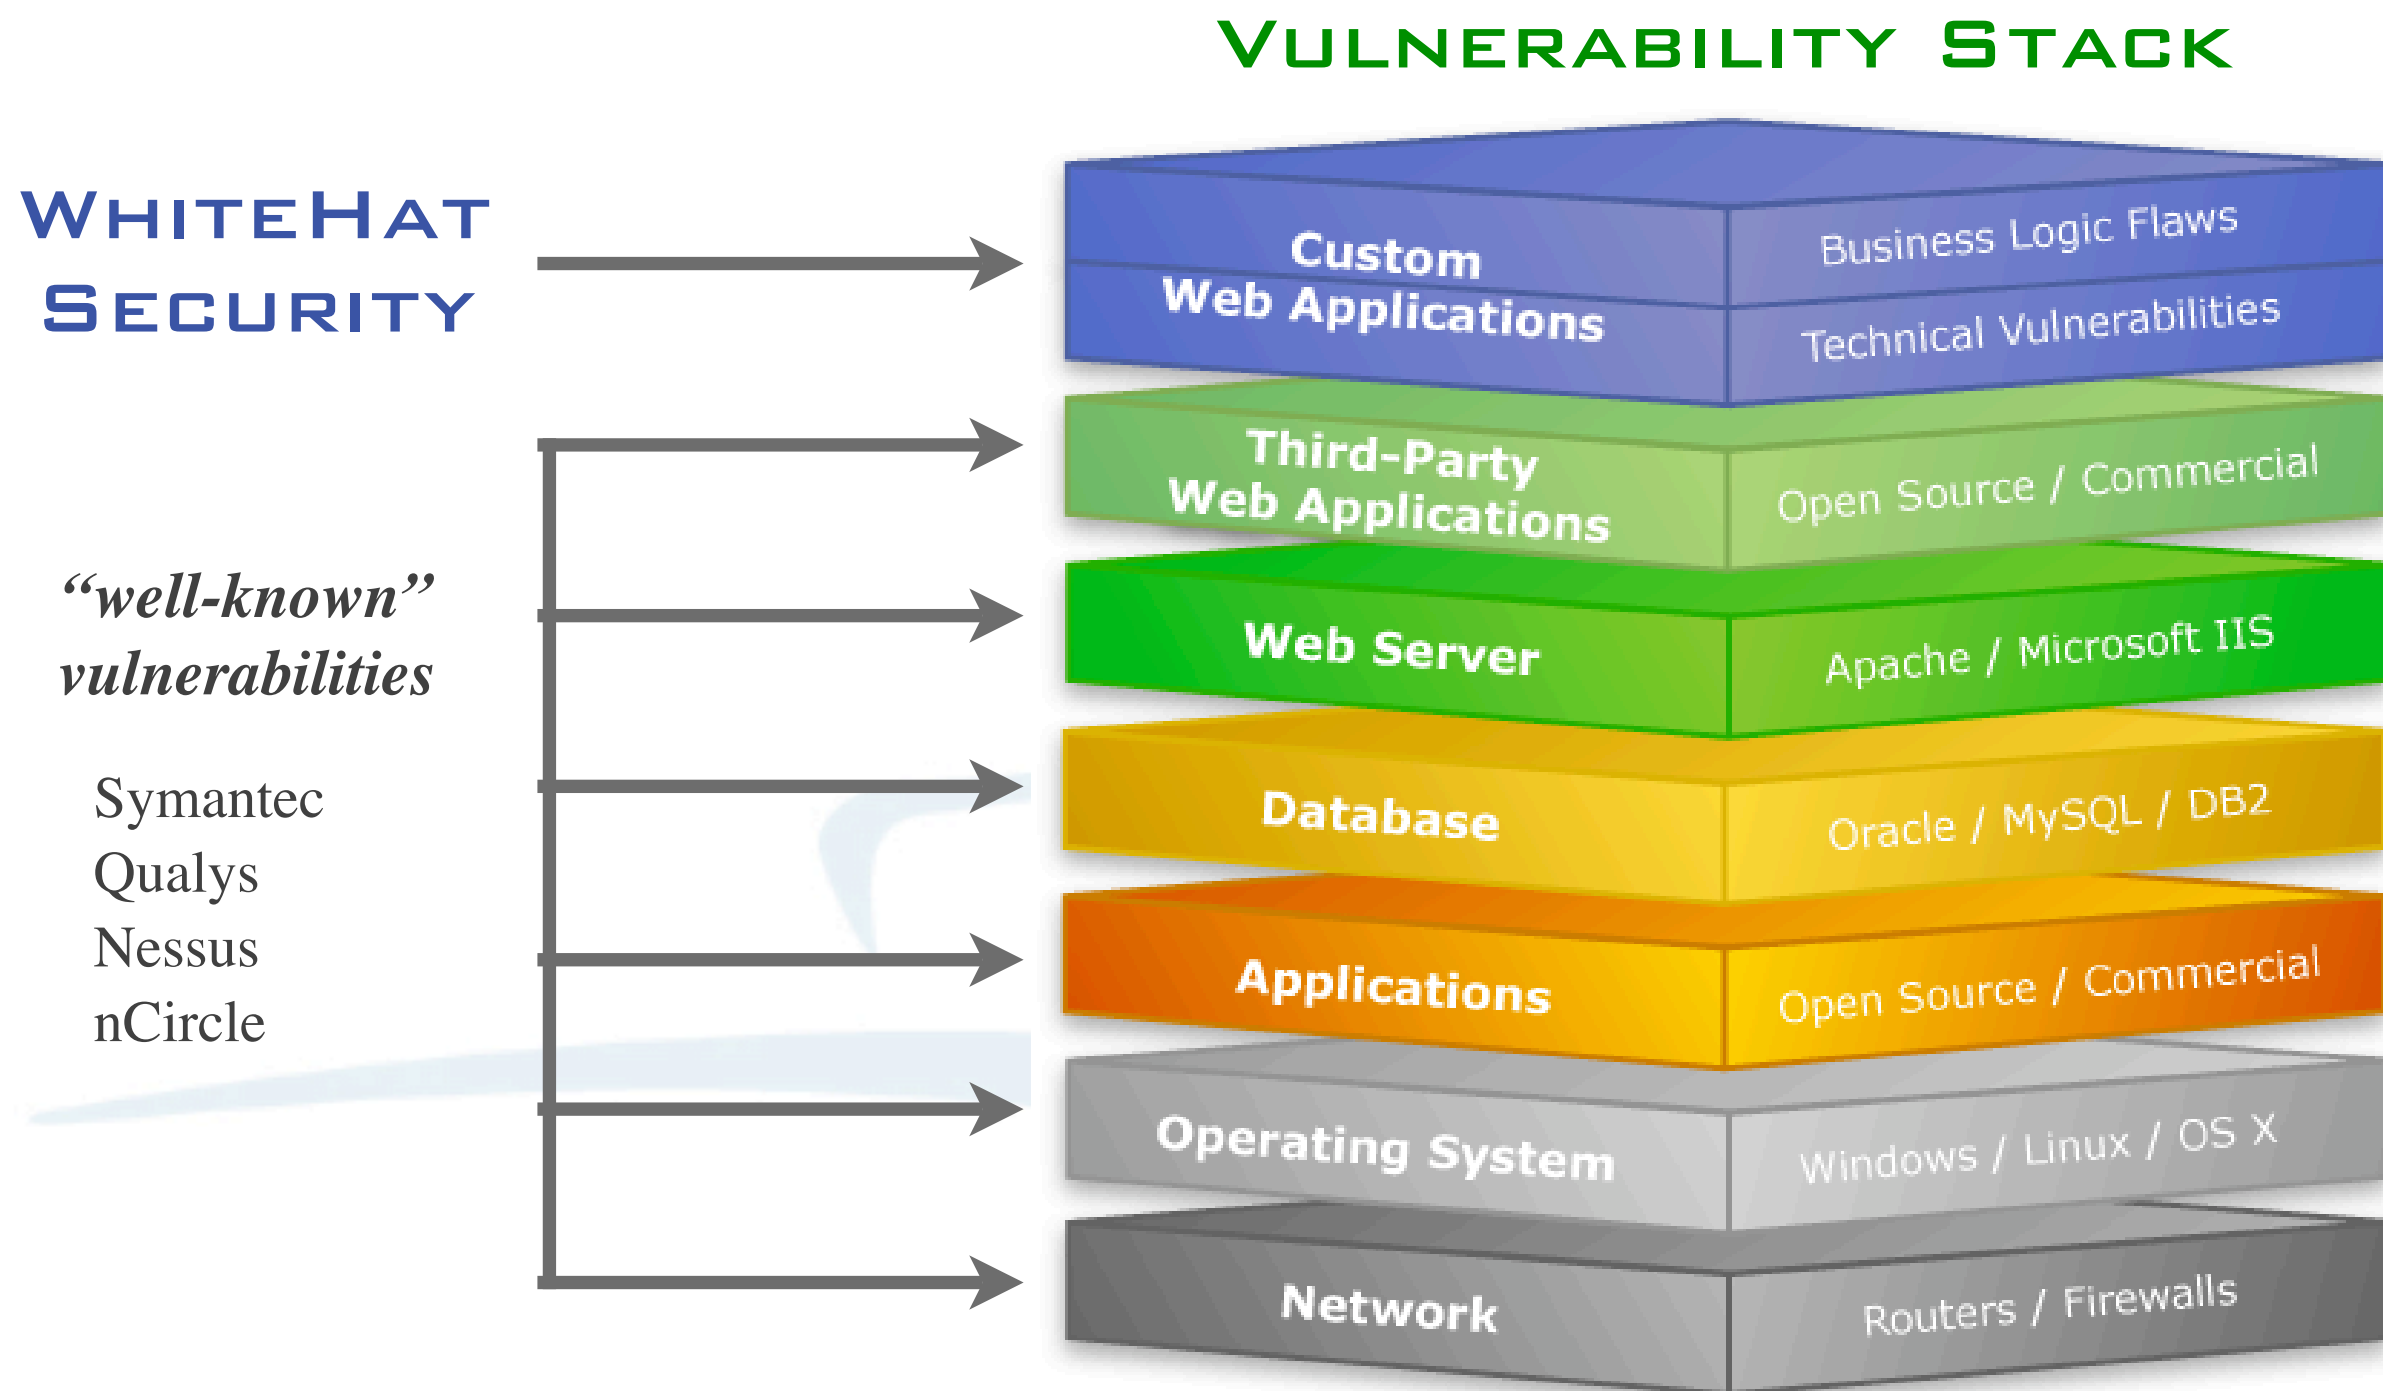 VULNERABILITY STACK
WHITEHAT
SECURITY
"well-known"
vulnerabilities
Symantec
Qualys
Nessus
nCircle
Custom
Web Applications
Business Logic Flaws
Technical Vulnerabilities
Third-Party
Web Applications
Open Source / Commercial
Web Server
Apache / Microsoft IIS
Database
Oracle / MySQL / DB2
Applications
Open Source / Commercial
Operating System
Windows / Linux / OS X
Network
Routers / Firewalls